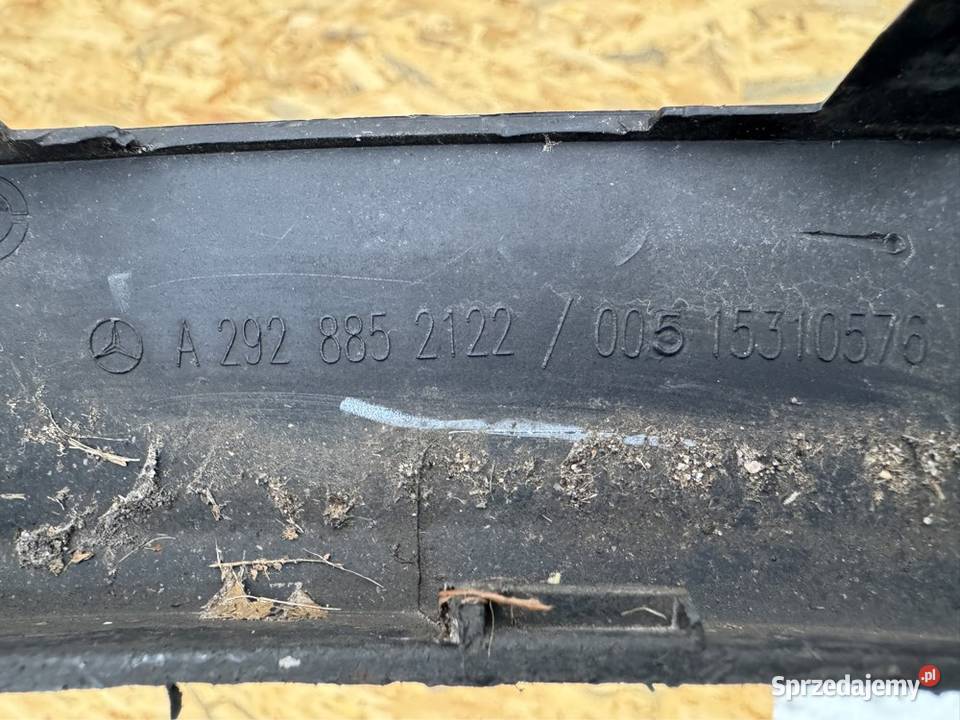 A 292 885 2122 / 005 15310576
Sprzedajemy.pl